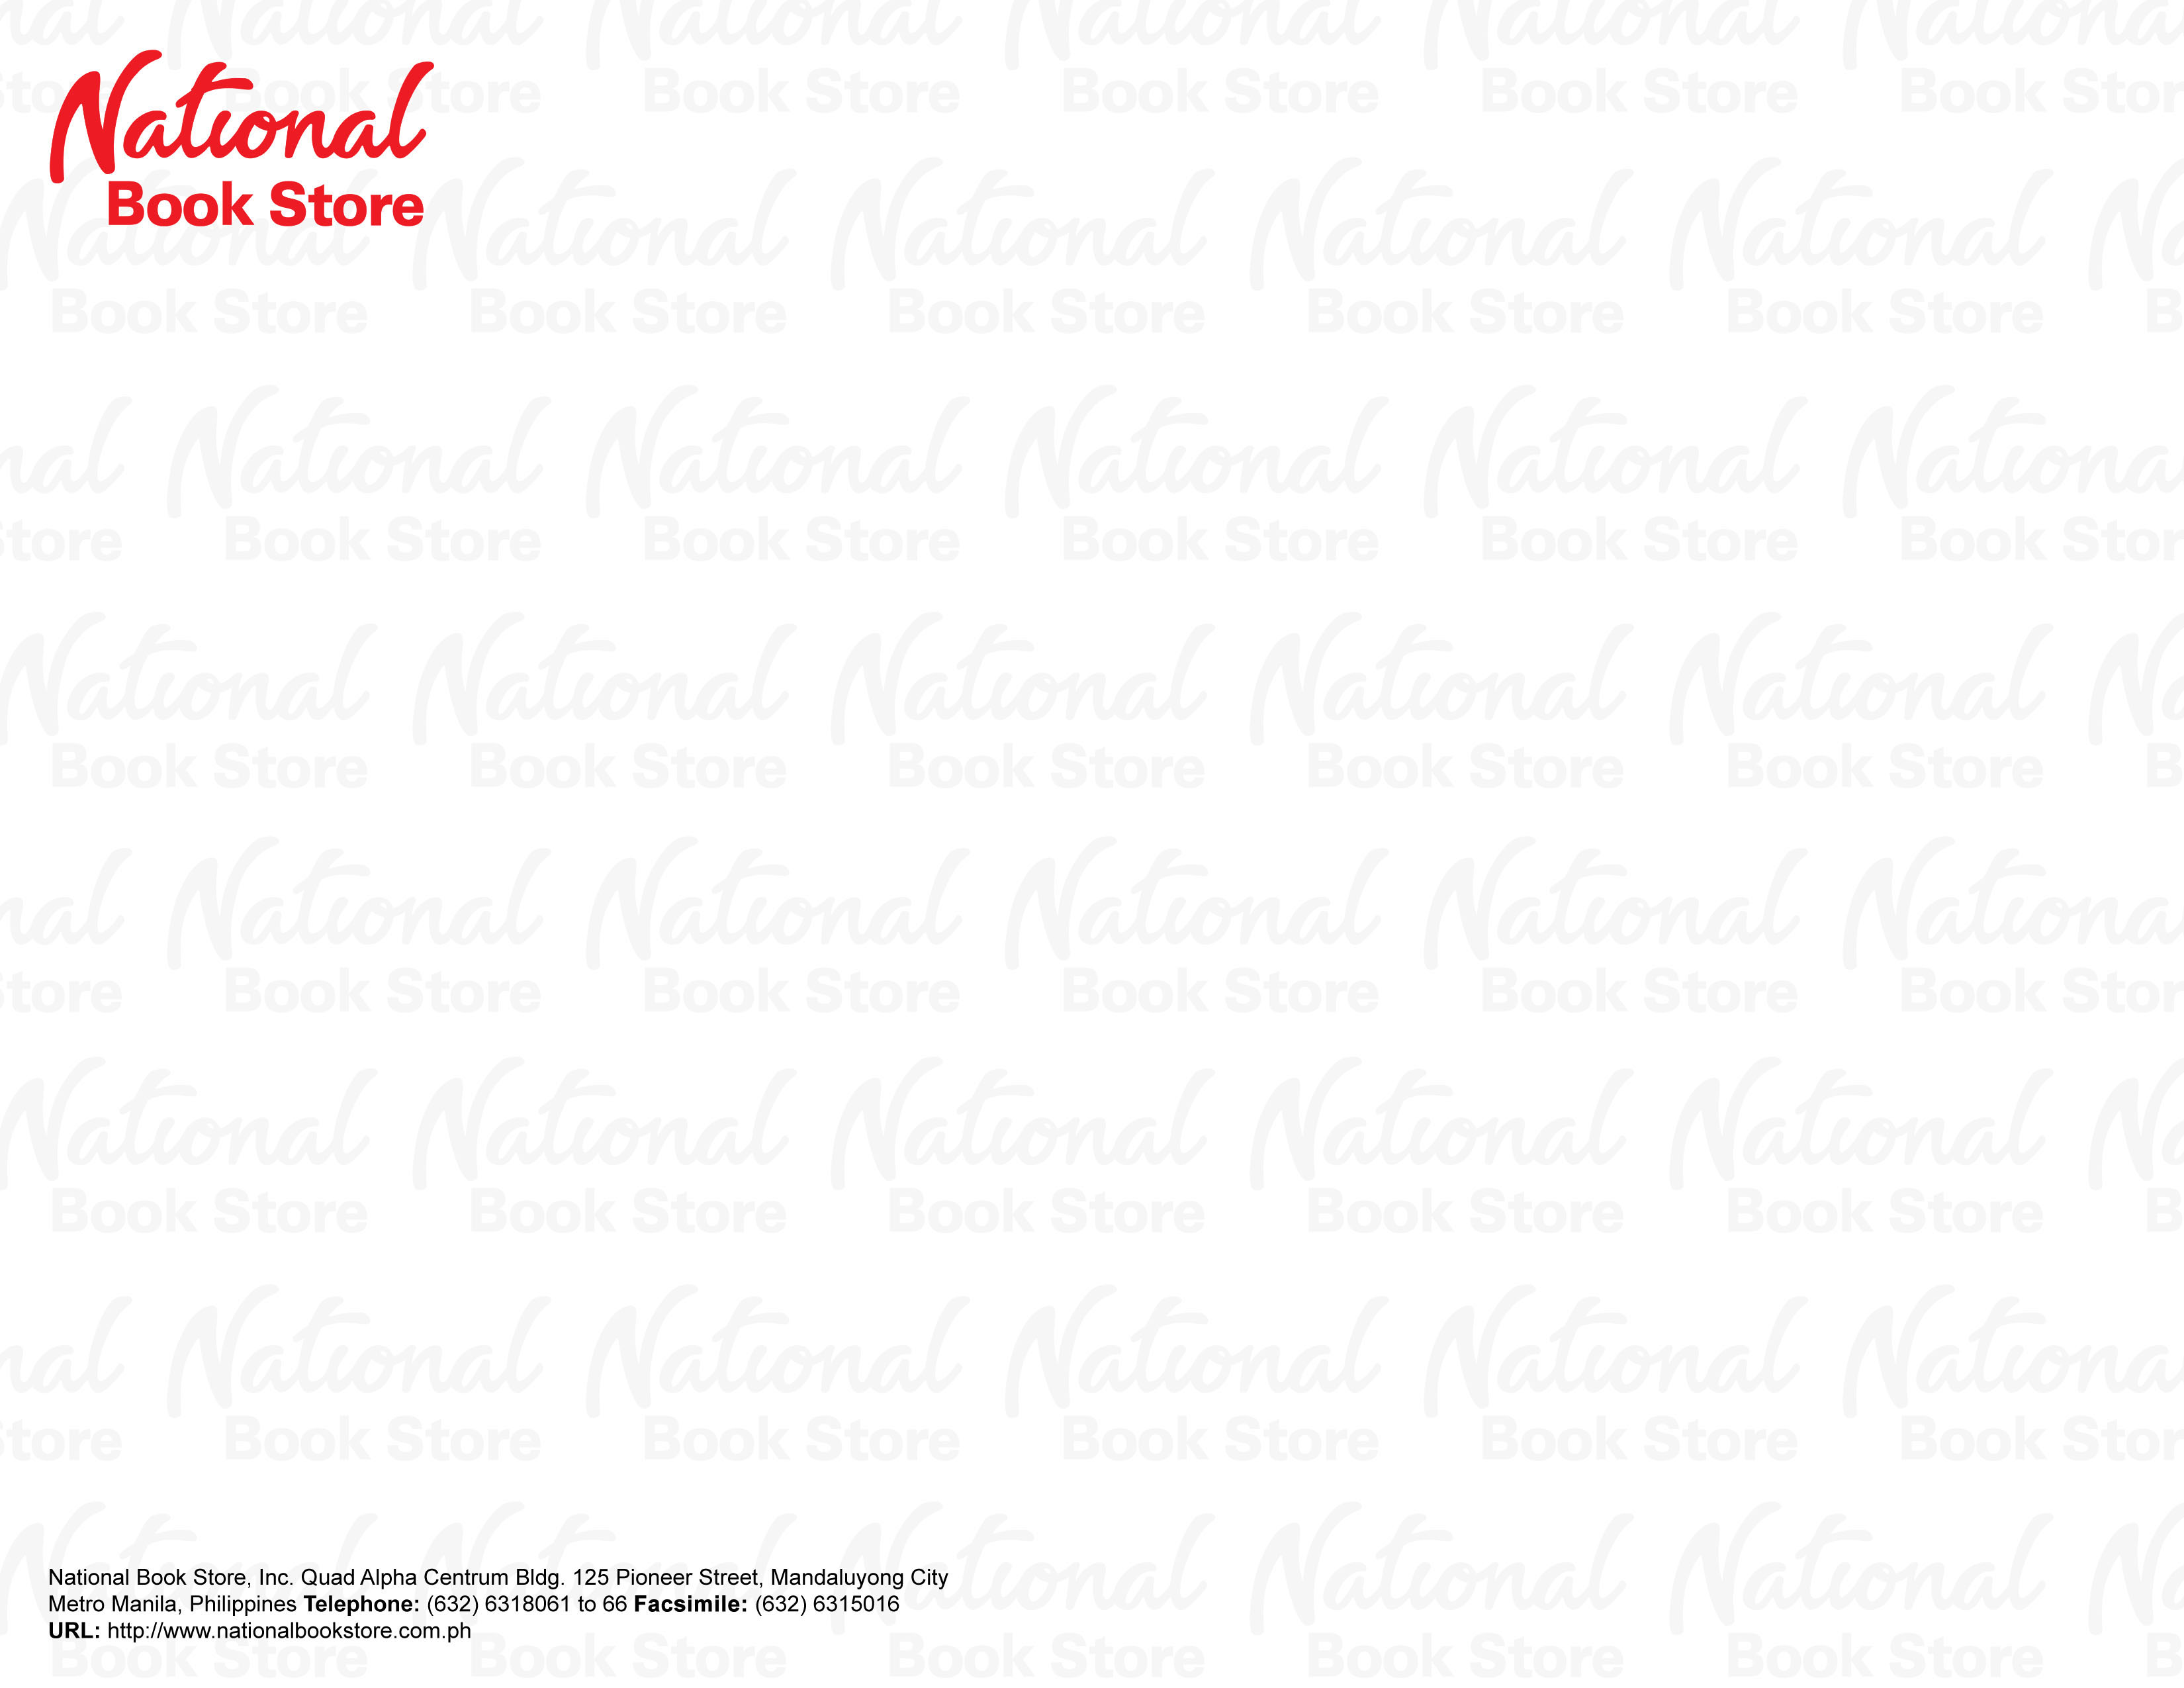 National
Book Store
National Book Store, Inc. Quad Alpha Centrum Bldg. 125 Pioneer Street, Mandaluyong City
Metro Manila, Philippines Telephone: (632) 6318061 to 66 Facsimile: (632) 6315016
URL: http://www.nationalbookstore.com.ph